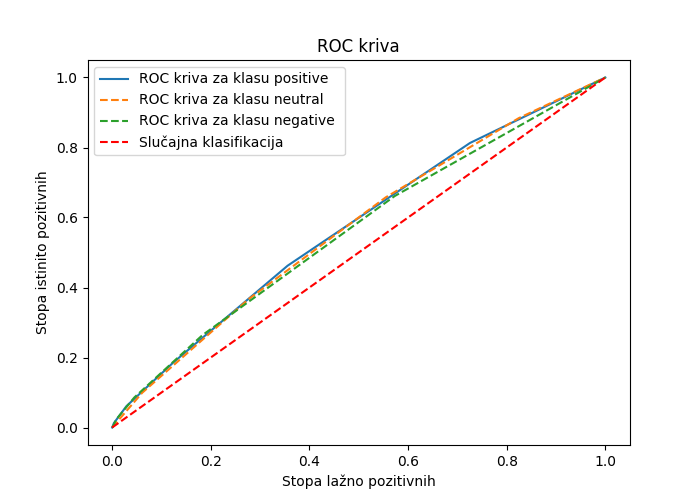 ROC kriva
ROC kriva za klasu positive
ROC kriva za klasu neutral
ROC kriva za klasu negative
Slučajna klasifikacija
Stopa istinito pozitivnih
1.0
0.8
0.6
0.4
0.2
0.0
0.0 0.2 0.4 0.6 0.8 1.0
Stopa lažno pozitivnih